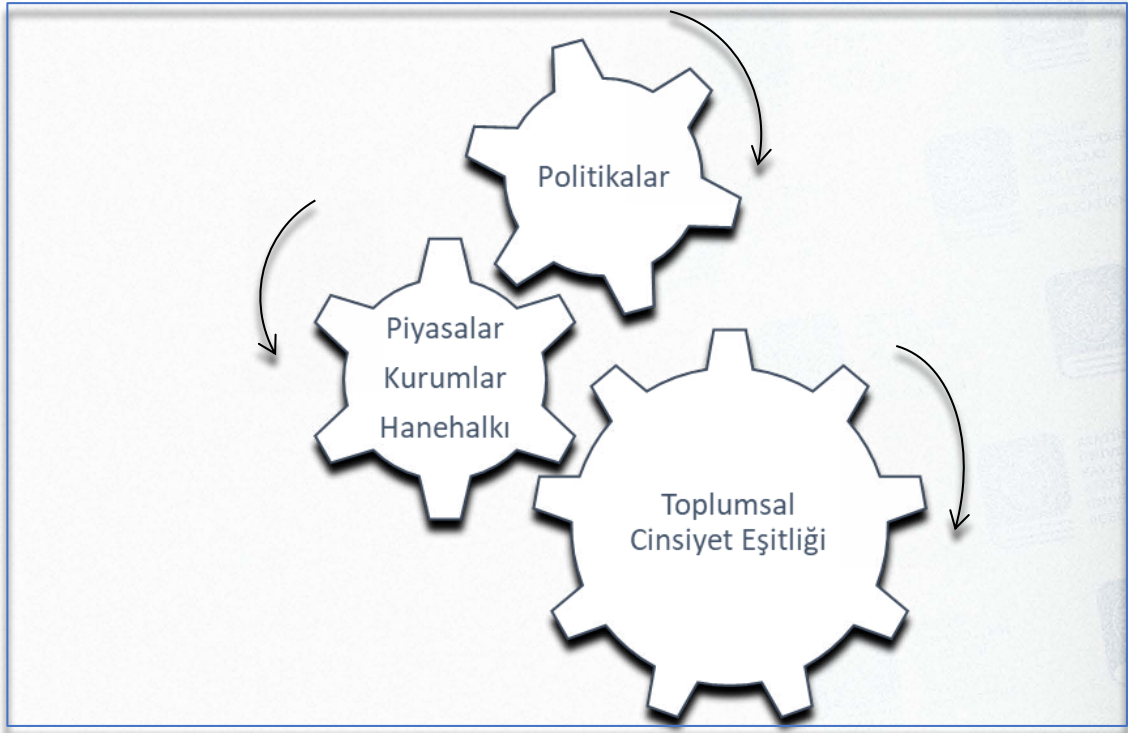 Politikalar
Piyasalar
Kurumlar
Hanehalkı
Toplumsal
Cinsiyet Eşitliği